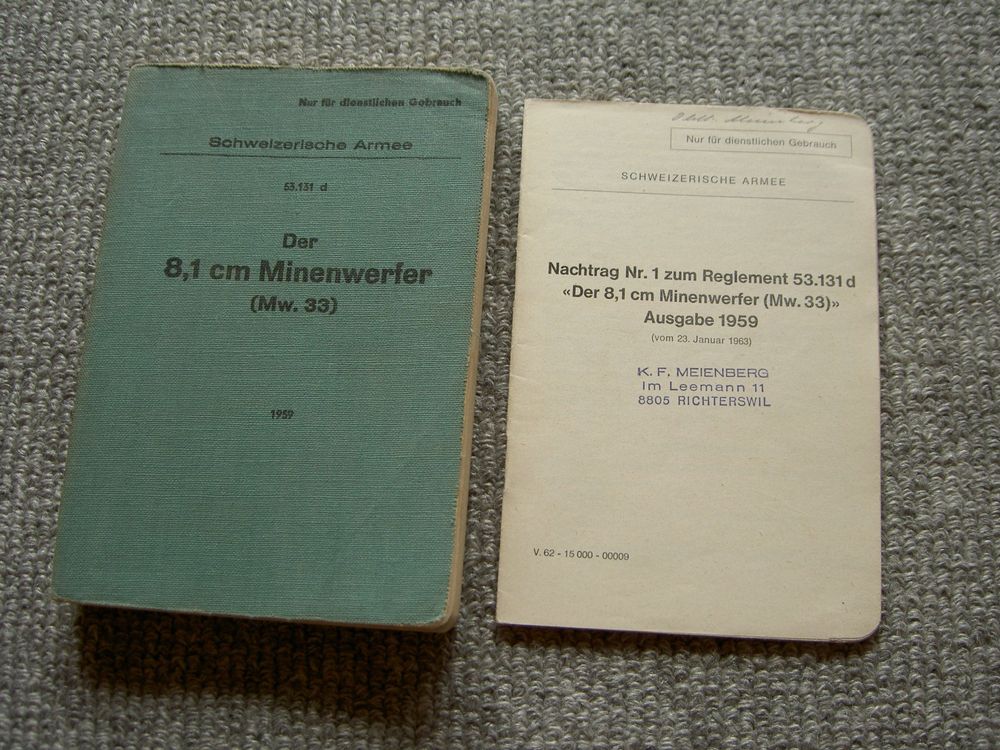 Nur für dienstlichen Gebrauch
Schweizerische Armee
53.131 d
Der
8,1 cm Minenwerfer
(Mw. 33)
1959
Nur für dienstlichen Gebrauch
SCHWEIZERISCHE ARMEE
Nachtrag Nr. 1 zum Reglement 53.131 d
«Der 8,1 cm Minenwerfer (Mw. 33)»
Ausgabe 1959
(vom 23. Januar 1963)
K. F. MEIENBERG
Im Leemann 11
8805 RICHTERSWIL
V. 62 - 15 000 - 00009